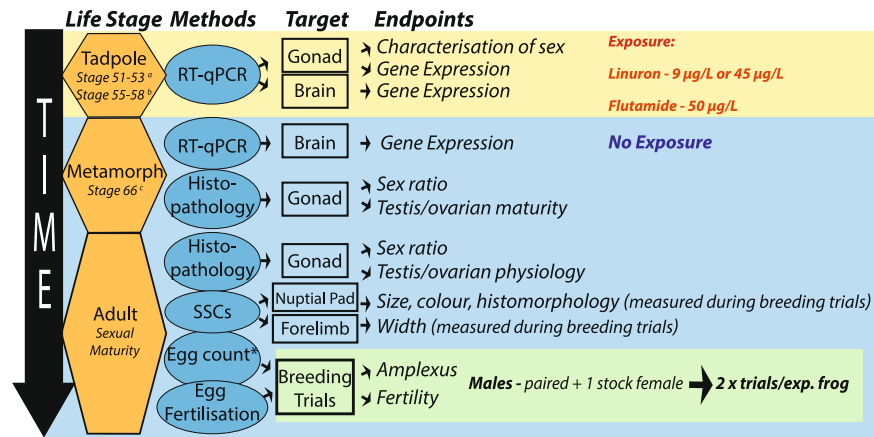 Life Stage Methods Target Endpoints
TIME
Tadpole
Stage 51-53 a
Stage 55-58 b
RT-qPCR
Gonad
Brain
Characterisation of sex
Gene Expression
Gene Expression
Exposure:
Linuron - 9 µg/L or 45 µg/L
Flutamide - 50 µg/L
Metamorph
Stage 66 c
RT-qPCR
Brain
Gene Expression
No Exposure
Histo-
pathology
Gonad
Sex ratio
Testis/ovarian maturity
Adult
Sexual
Maturity
Histo-
pathology
Gonad
Sex ratio
Testis/ovarian physiology
SSCs
Nuptial Pad
Size, colour, histomorphology (measured during breeding trials)
Forelimb
Width (measured during breeding trials)
Egg count*
Egg
Fertilisation
Breeding
Trials
Amplexus
Fertility
Males - paired + 1 stock female 2 x trials/exp. frog